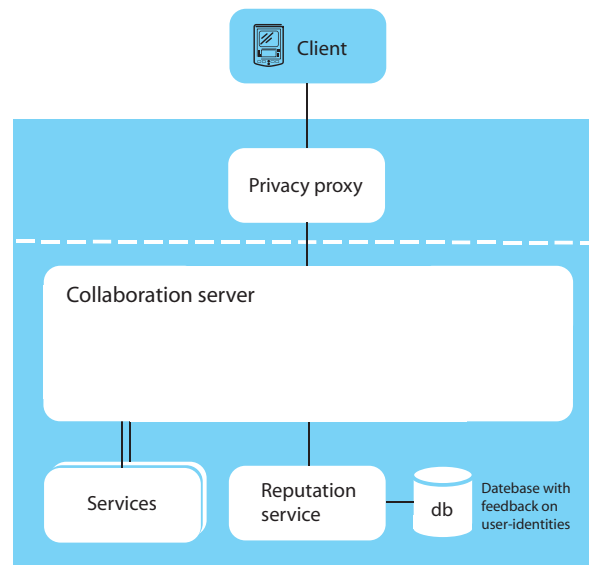 Client
Privacy proxy
Collaboration server
Services
Reputation
service
db
Datebase with
feedback on
user-identities